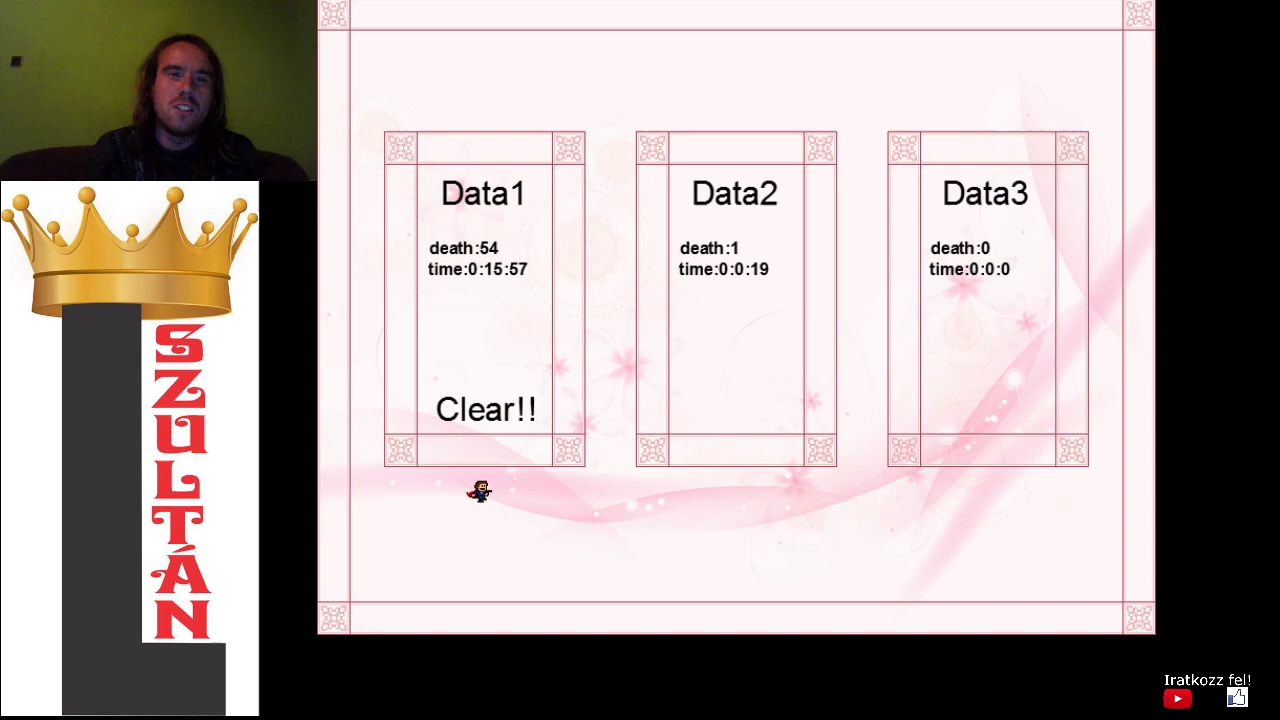 SZULTÁN
Data1
death:54
time:0:15:57
Clear!!
Data2
death:1
time:0:0:19
Data3
death:0
time:0:0:0
Iratkozz fel!